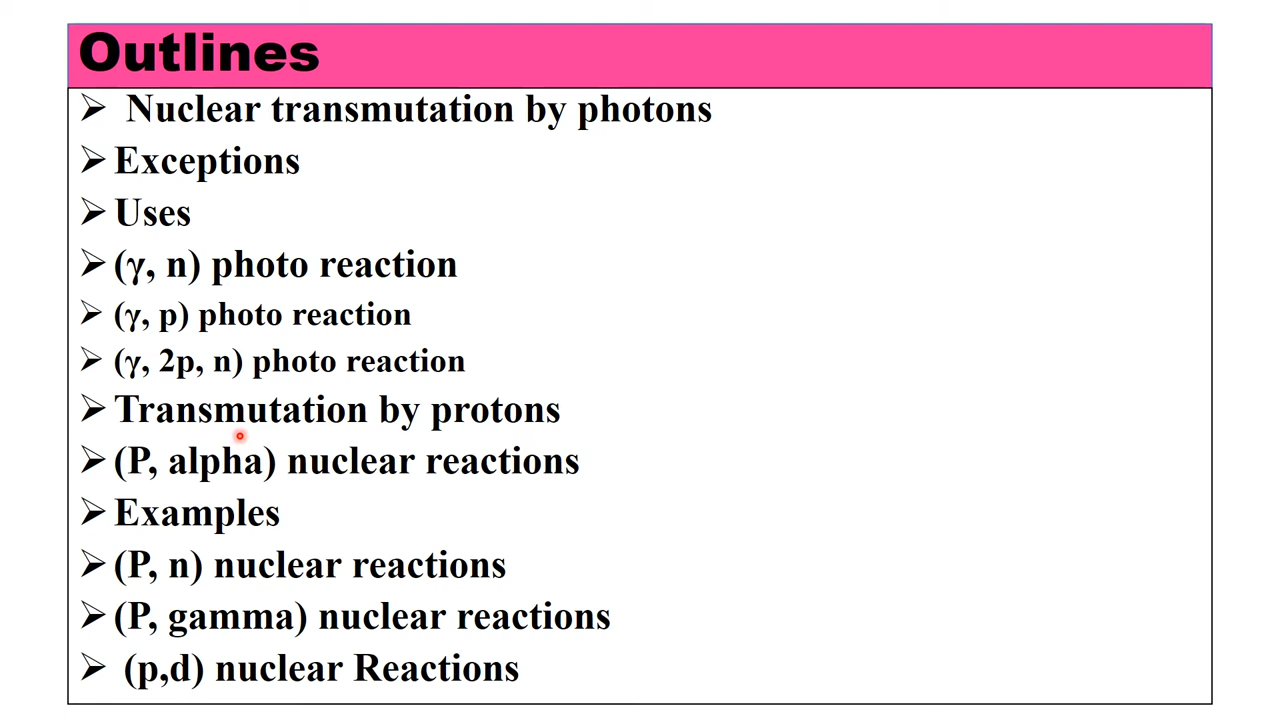 Outlines
➢ Nuclear transmutation by photons
➢ Exceptions
➢ Uses
➢ (γ, n) photo reaction
➢ (γ, p) photo reaction
➢ (γ, 2p, n) photo reaction
➢ Transmutation by protons
➢ (P, alpha) nuclear reactions
➢ Examples
➢ (P, n) nuclear reactions
➢ (P, gamma) nuclear reactions
➢ (p,d) nuclear Reactions